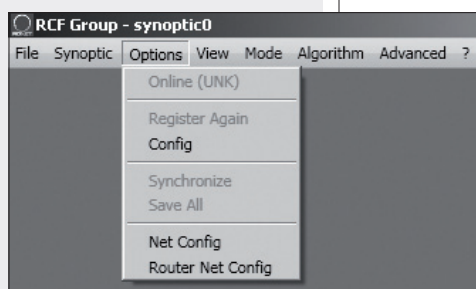 RCF Group - synoptic0
File Synoptic Options View Mode Algorithm Advanced ?
Online (UNK)
Register Again
Config
Synchronize
Save All
Net Config
Router Net Config